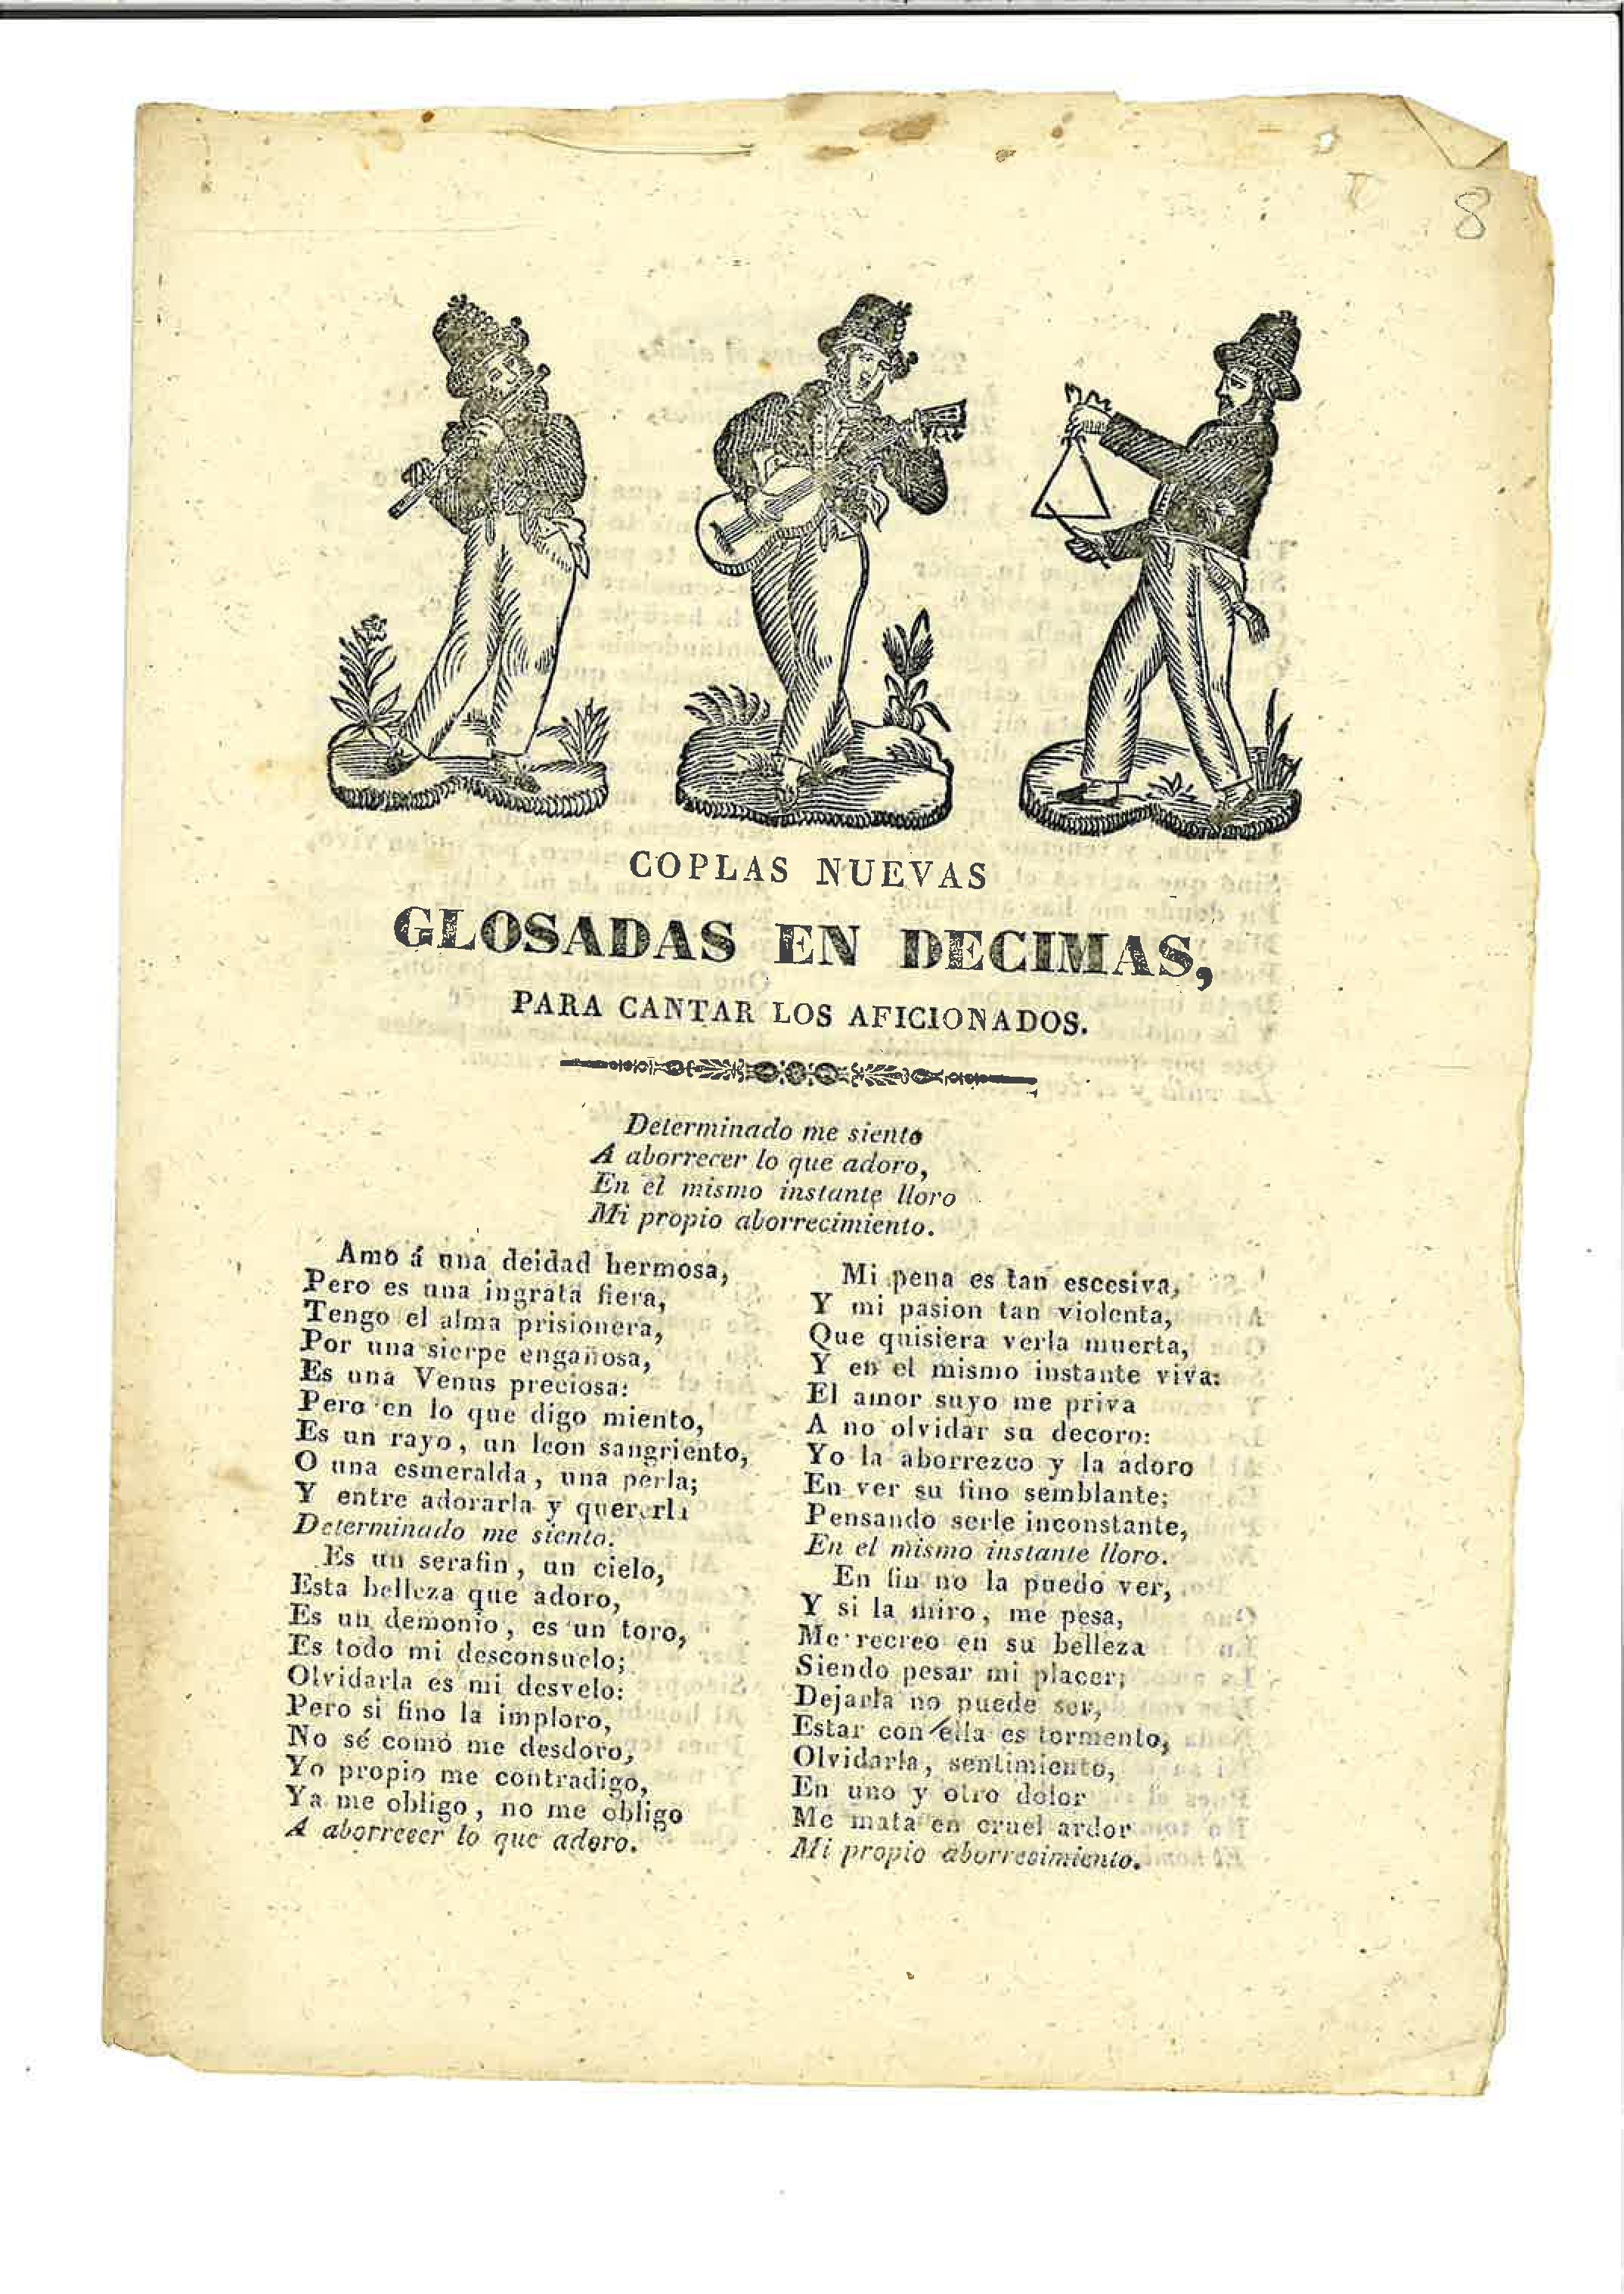 8
COPLAS NUEVAS
GLOSADAS EN DECIMAS,
PARA CANTAR LOS AFICIONADOS.
Determinado me siento
A aborrecer lo que adoro,
En el mismo instante lloro
Mi propio aborrecimiento.
Amo á una deidad hermosa,
Pero es una ingrata fiera,
Tengo el alma prisionera,
Por una sierpe engañosa,
Es una Venus preciosa:
Pero en lo que digo miento,
Es un rayo, un leon sangriento,
O una esmeralda, una perla;
Y entre adorarla y quererla
Determinado me siento.
Es un serafin, un cielo,
Esta belleza que adoro,
Es un demonio, es un toro,
Es todo mi desconsuelo;
Olvidarla es mi desvelo:
Pero si fino la imploro,
No sé como me desdoro,
Yo propio me contradigo,
Ya me obligo, no me obligo
A aborrecer lo que adoro.
Mi pena es tan escesiva,
Y mi pasion tan violenta,
Que quisiera verla muerta,
Y en el mismo instante viva:
El amor suyo me priva
A no olvidar su decoro:
Yo la aborrezco y la adoro
En ver su fino semblante;
Pensando serle inconstante,
En el mismo instante lloro.
En fin no la puedo ver,
Y si la miro, me pesa,
Me recreo en su belleza
Siendo pesar mi placer;
Dejarla no puede ser,
Estar con ella es tormento,
Olvidarla, sentimiento,
En uno y otro dolor
Me mata en cruel ardor
Mi propio aborrecimiento.